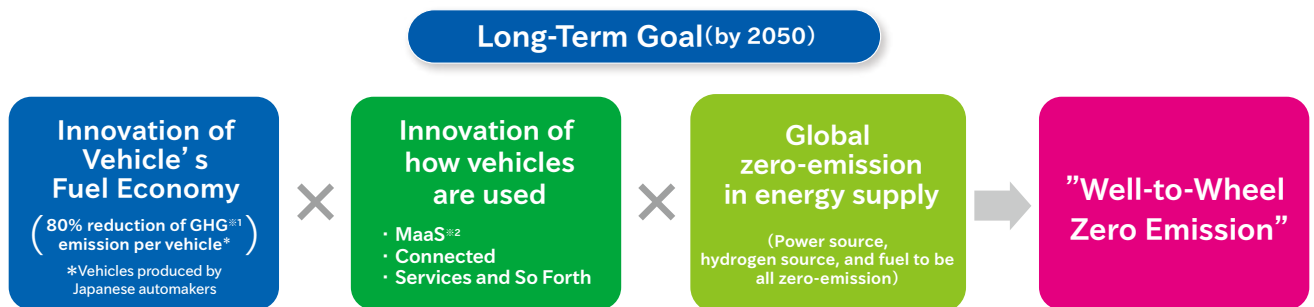 Long-Term Goal(by 2050)
Innovation of
Vehicle’s
Fuel Economy
(80% reduction of GHG※1
emission per vehicle*)
*Vehicles produced by
Japanese automakers
×
Innovation of
how vehicles
are used
・MaaS※2
・Connected
・Services and So Forth
×
Global
zero-emission
in energy supply
(Power source,
hydrogen source, and fuel to be
all zero-emission)
”Well-to-Wheel
Zero Emission”